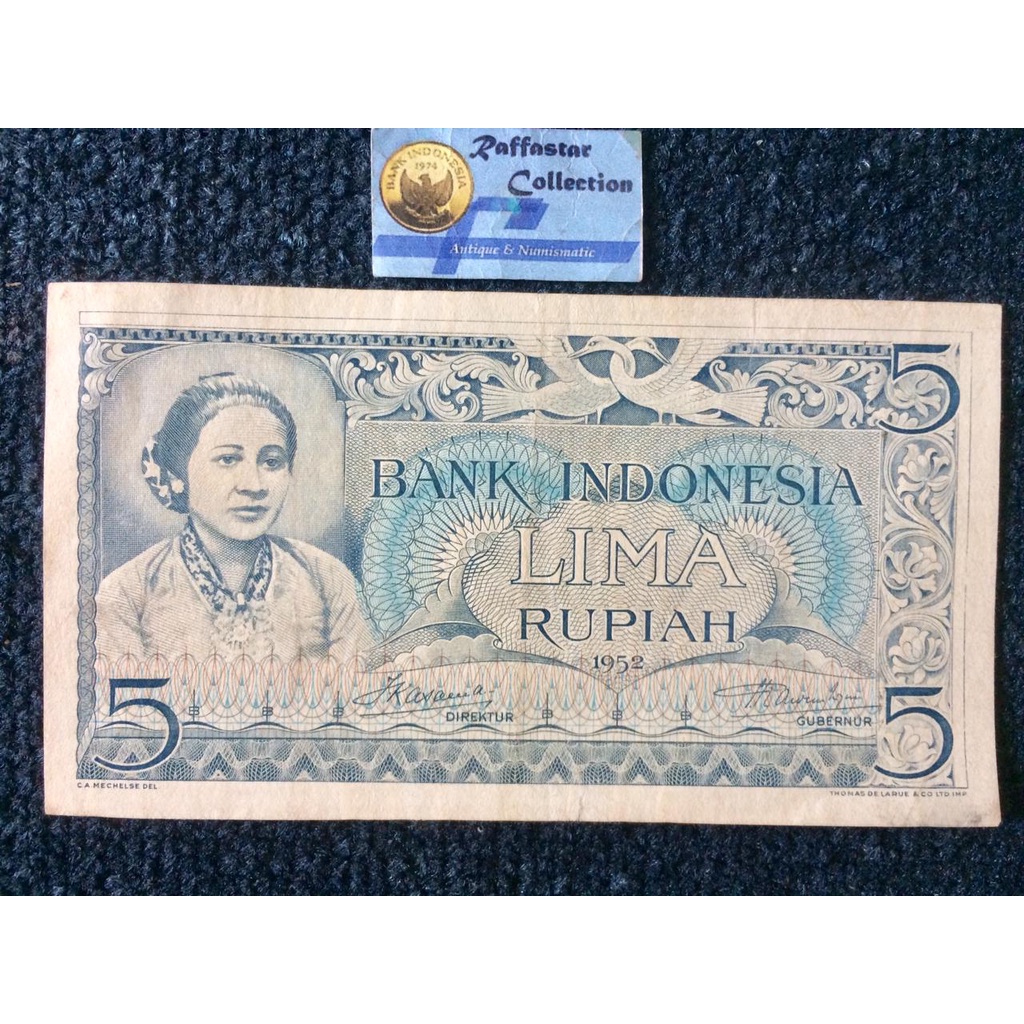 Raffastar
Collection
BANK INDONESIA
1974
Antique & Numismatic
5
BANK INDONESIA
LIMA
RUPIAH
1952
5
DIREKTUR
GUBERNUR
5
C.A. MECHELSE DEL
THOMAS DE LA RUE & CO LTD IMP